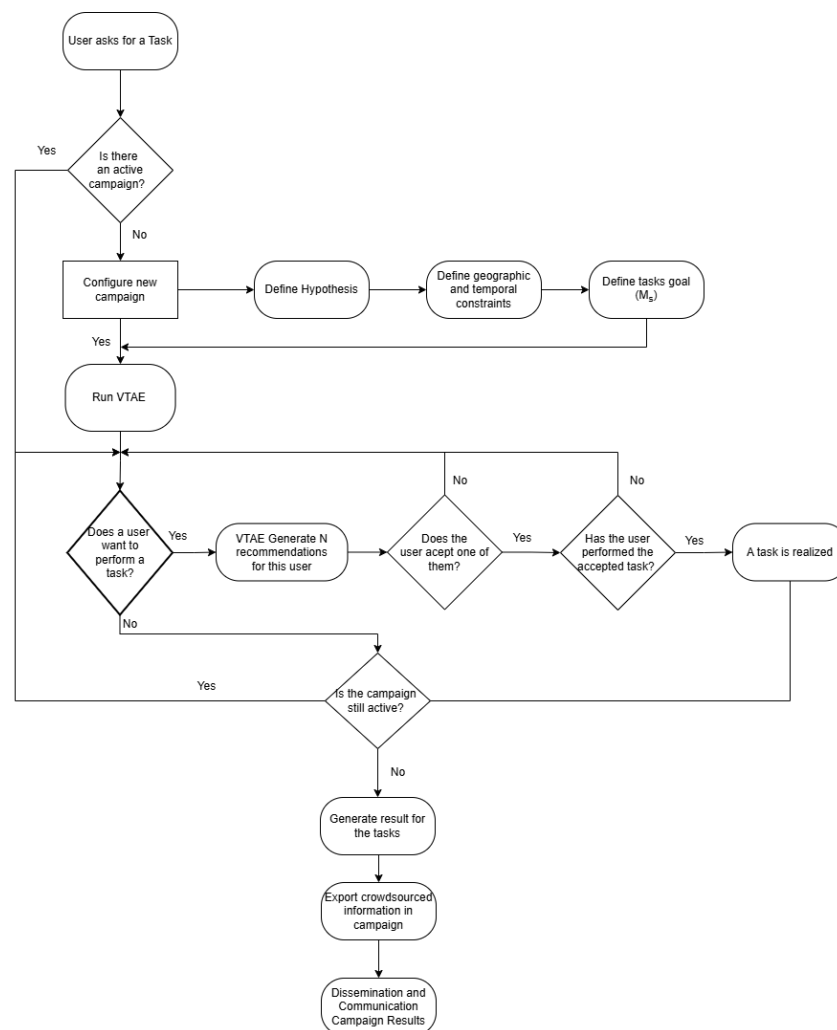 User asks for a Task
Yes
Is there
an active
campaign?
No
Configure new
campaign
Define Hypothesis
Define geographic
and temporal
constraints
Define tasks goal
(Ms)
Yes
Run VTAE
No
No
Does a user
want to
perform a
task?
Yes
VTAE Generate N
recommendations
for this user
Does the
user acept one of
them?
Yes
Has the user
performed the
accepted task?
Yes
A task is realized
No
Yes
Is the campaign
still active?
No
Generate result for
the tasks
Export crowdsourced
information in
campaign
Dissemination and
Communication
Campaign Results